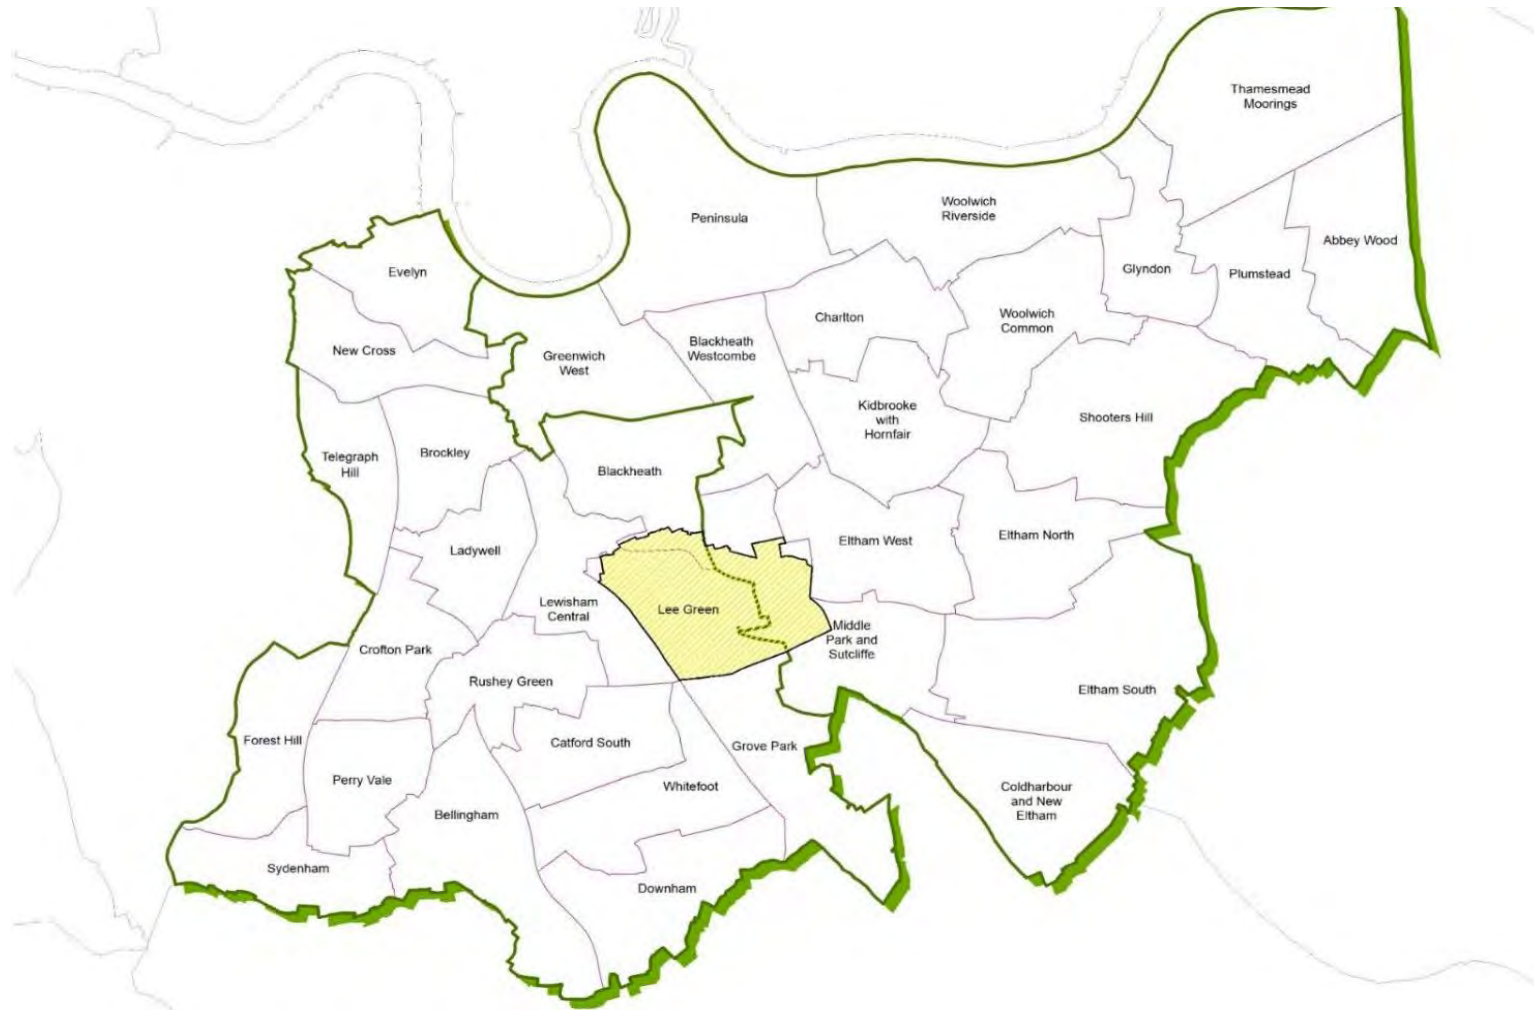 Thamesmead
Moorings
Woolwich
Riverside
Peninsula
Abbey Wood
Evelyn
Glyndon
Plumstead
Charlton
Woolwich
Common
New Cross
Greenwich
West
Blackheath
Westcombe
Kidbrooke
with
Hornfair
Shooters Hill
Telegraph
Hill
Brockley
Blackheath
Ladywell
Eltham West
Eltham North
Lewisham
Central
Lee Green
Middle
Park and
Sutcliffe
Crofton Park
Rushey Green
Eltham South
Forest Hill
Catford South
Grove Park
Perry Vale
Whitefoot
Coldharbour
and New
Eltham
Bellingham
Sydenham
Downham